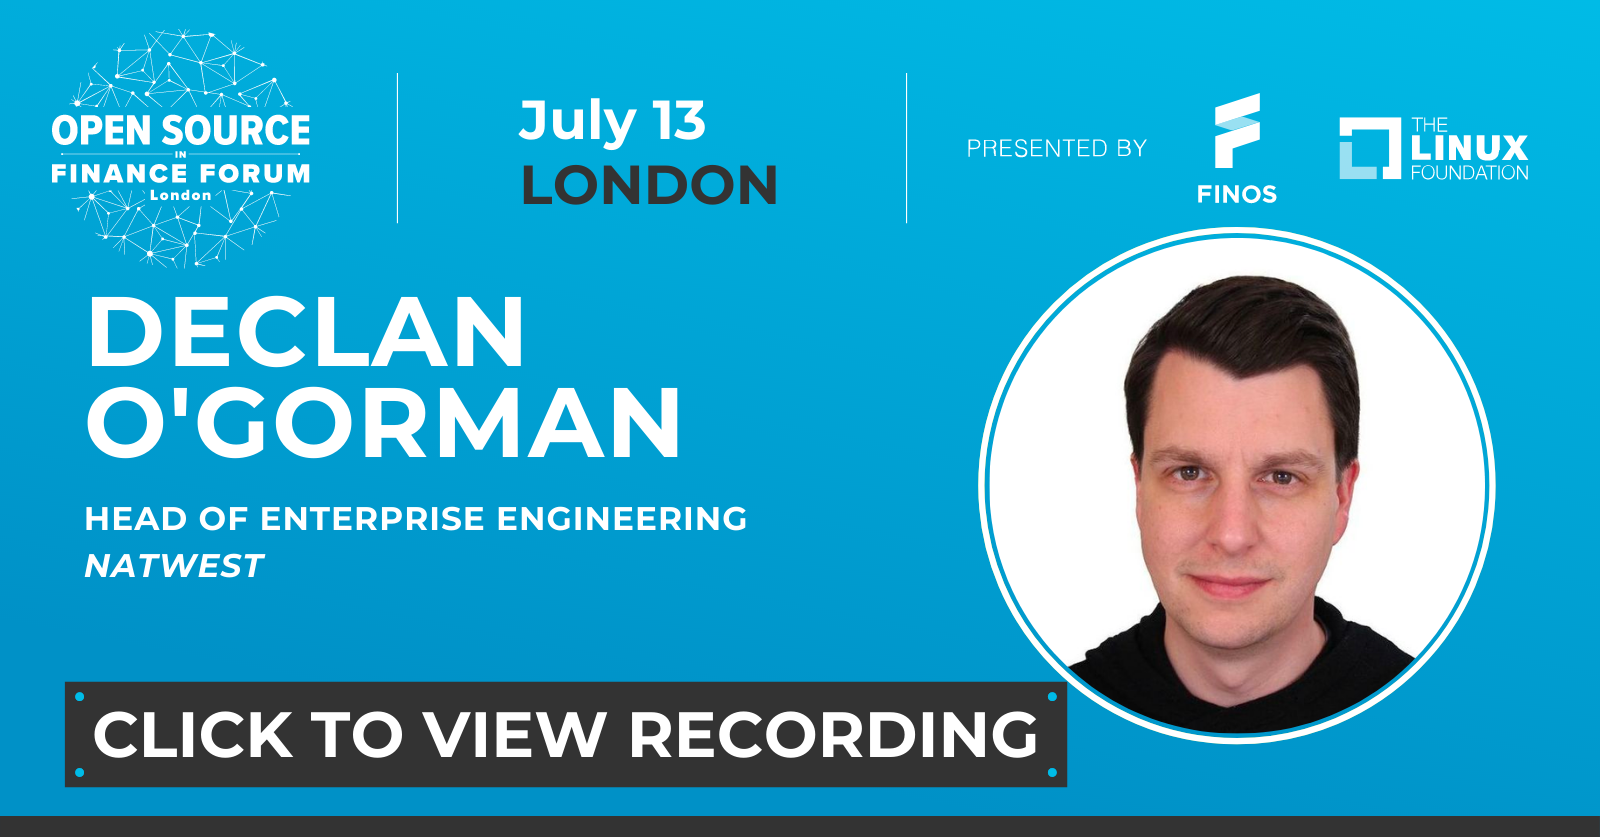 OPEN SOURCE
IN
FINANCE FORUM
London
July 13
LONDON
PRESENTED BY
FINOS
THE
LINUX
FOUNDATION
DECLAN
O'GORMAN
HEAD OF ENTERPRISE ENGINEERING
NATWEST
CLICK TO VIEW RECORDING